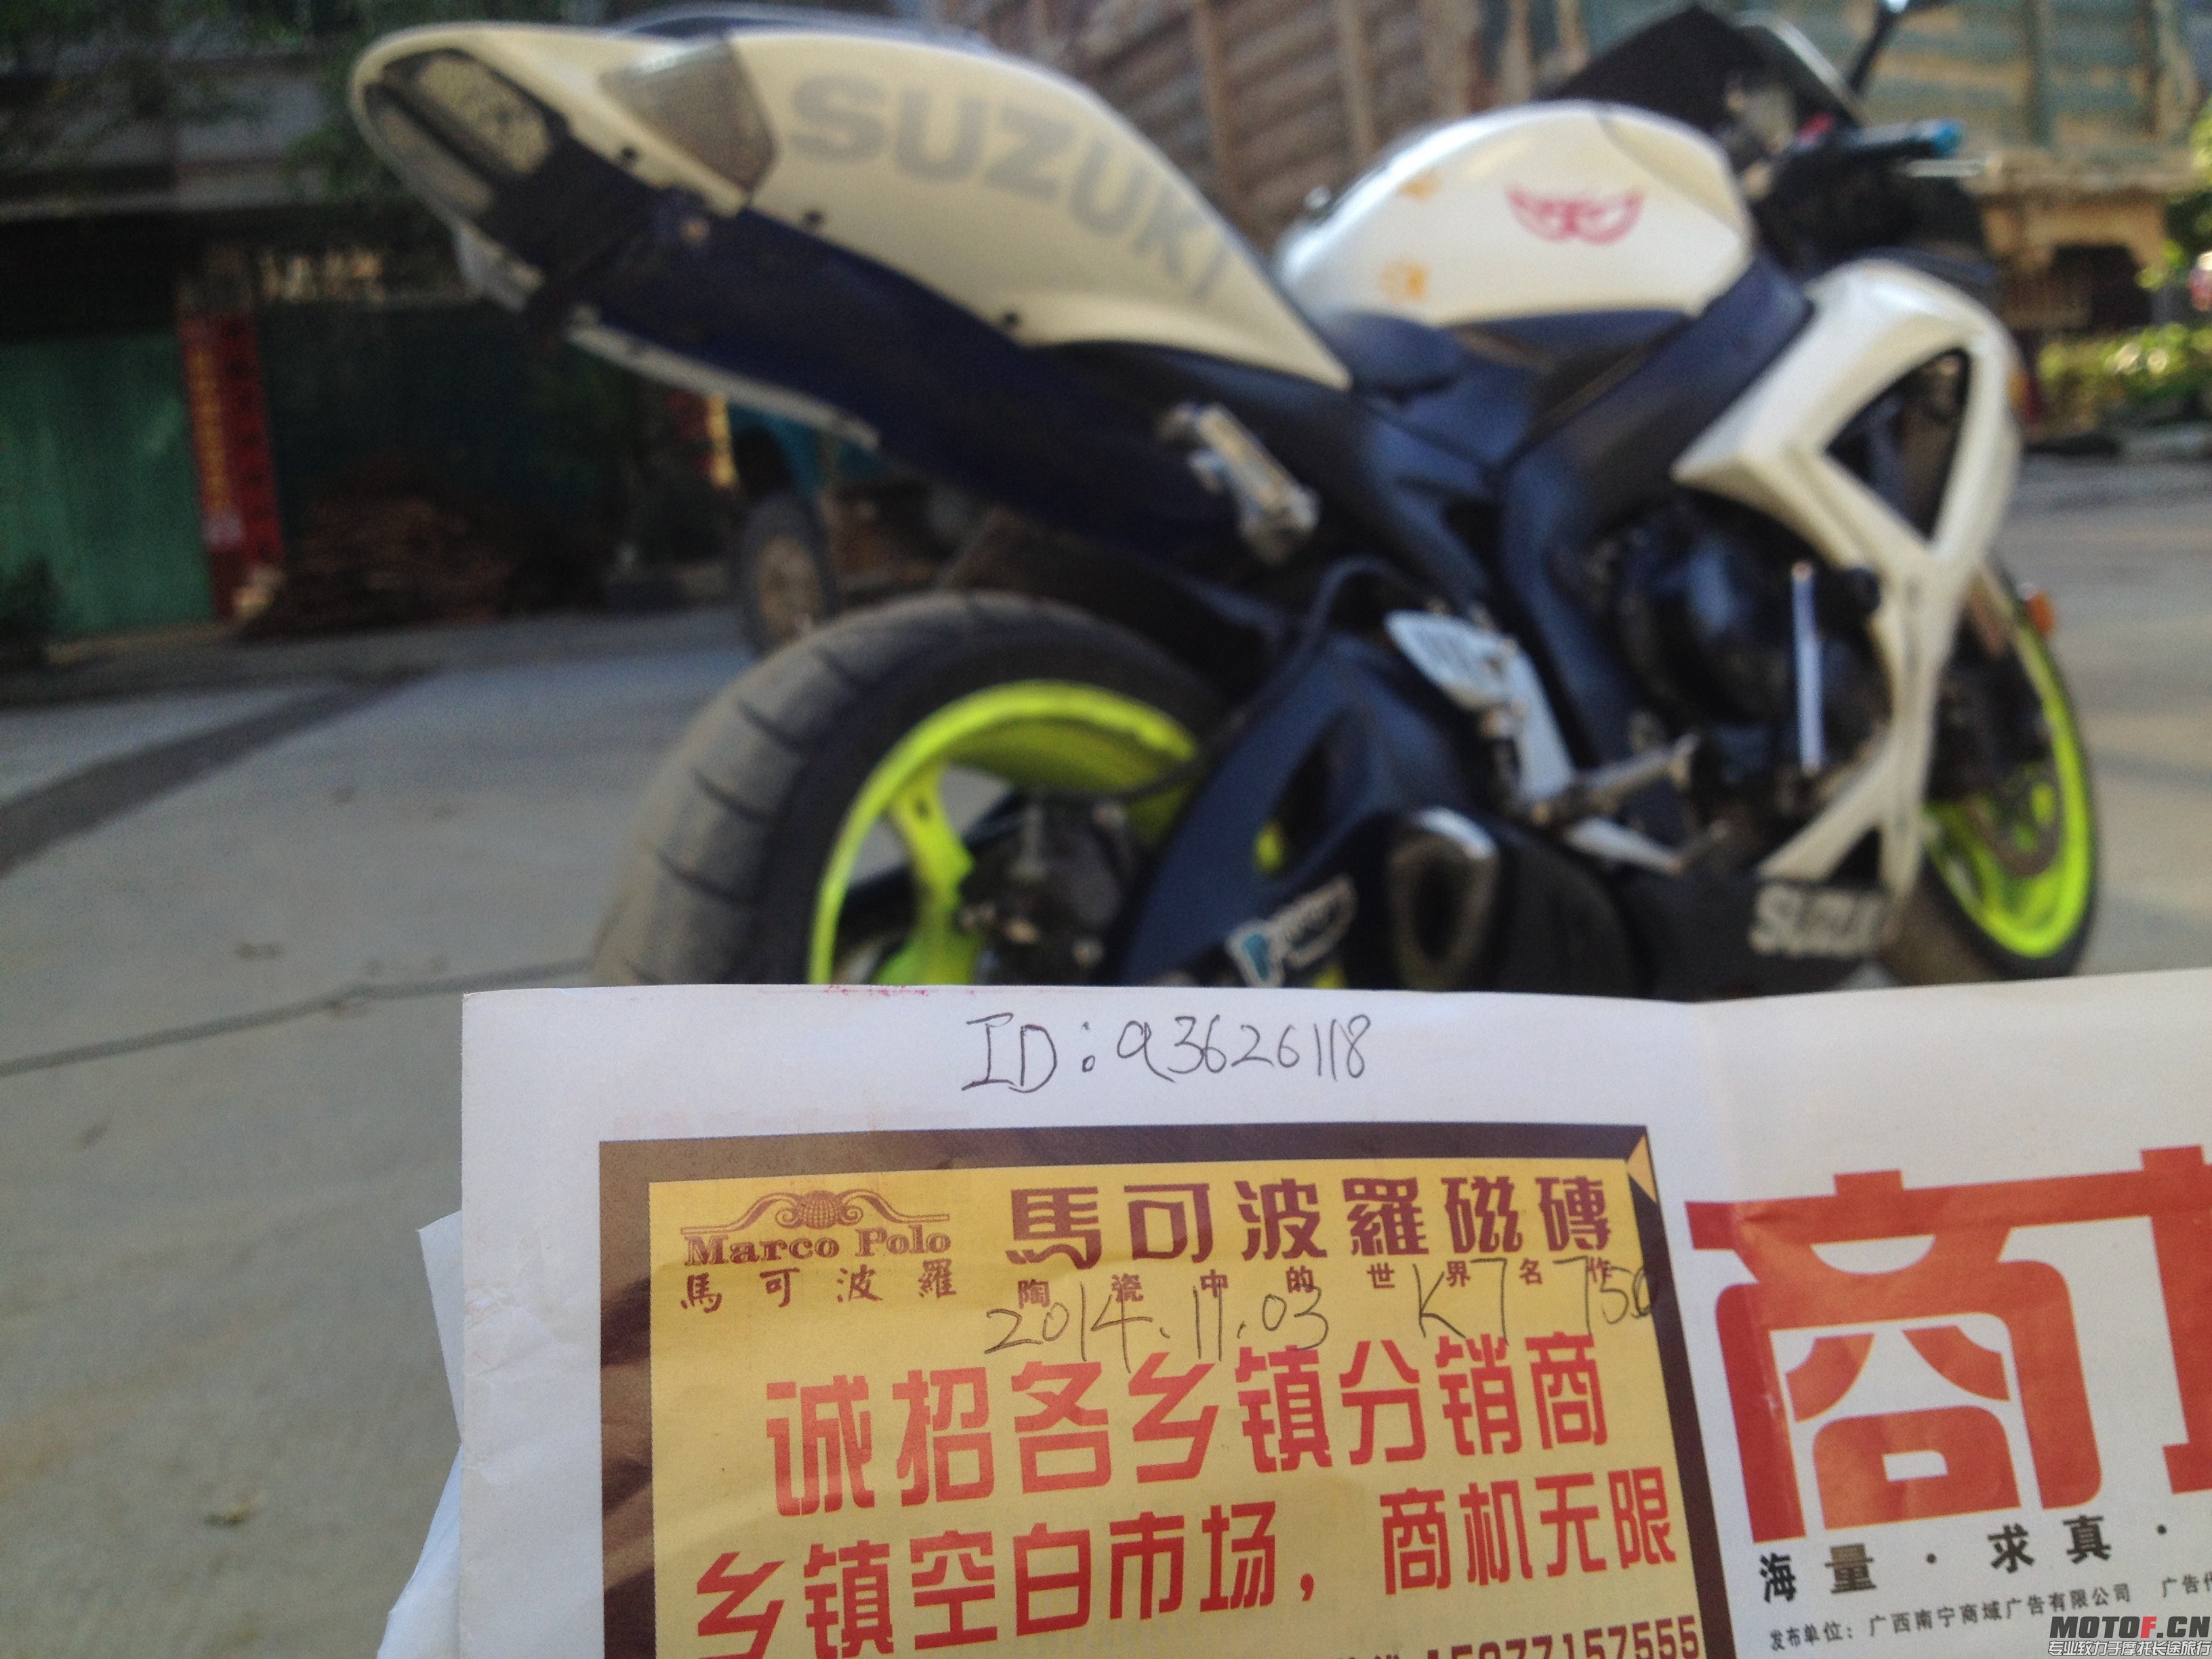 SUZUKI
SUZUKI
ID:a3626118
Marco Polo
馬可波羅
馬可波羅磁磚
陶瓷中的世界名作
2014.11.03 K7 750
诚招各乡镇分销商
乡镇空白市场，商机无限
15977157555
商
海量·求真·
发布单位：广西南宁商域广告有限公司 广告
MOTOF.CN
专业致力于摩托长途旅行